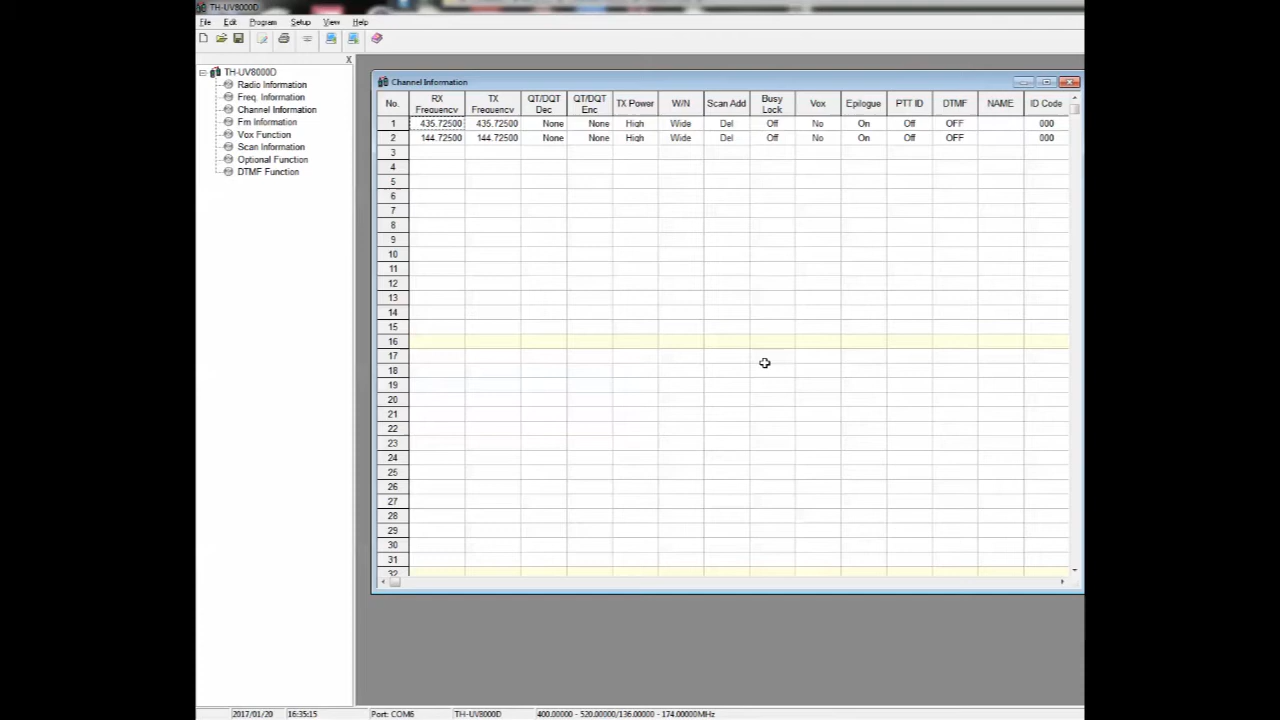 TH-UV8000D
File Edit Program Setup View Help
X
TH-UV8000D
Radio Information
Freq. Information
Channel Information
Fm Information
Vox Function
Scan Information
Optional Function
DTMF Function
Channel Information
No. RX Frequency TX Frequency QT/DQT Dec QT/DQT Enc TX Power W/N Scan Add Busy Lock Vox Epilogue PTT ID DTMF NAME ID Code
1 435.72500 435.72500 None None High Wide Del Off No On Off OFF 000
2 144.72500 144.72500 None None High Wide Del Off No On Off OFF 000
3
4
5
6
7
8
9
10
11
12
13
14
15
16
17
18
19
20
21
22
23
24
25
26
27
28
29
30
31
32
2017/01/20 16:35:15 Port: COM6 TH-UV8000D 400.00000 - 520.00000/136.00000 - 174.00000MHz